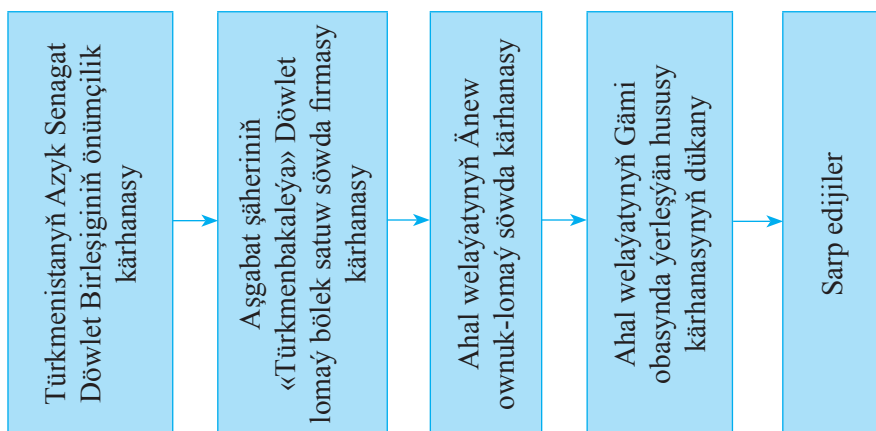 Türkmenistanyň Azyk Senagat
Döwlet Birleşiginiň önümçilik
kärhanasy
Aşgabat şäheriniň
«Türkmenbakaleýa» Döwlet
lomaý bölek satuw söwda firmasy
kärhanasy
Ahal welaýatynyň Änew
ownuk-lomaý söwda kärhanasy
Ahal welaýatynyň Gämi
obasynda ýerleşýän hususy
kärhanasynyň dükany
Sarp edijiler